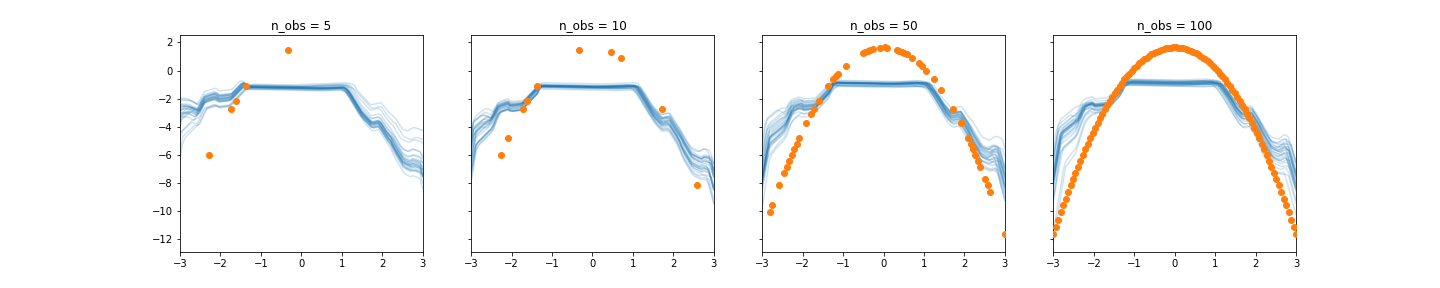 n_obs = 5
n_obs = 10
n_obs = 50
n_obs = 100
2
0
−2
−4
−6
−8
−10
−12
−3 −2 −1 0 1 2 3
−3 −2 −1 0 1 2 3
−3 −2 −1 0 1 2 3
−3 −2 −1 0 1 2 3